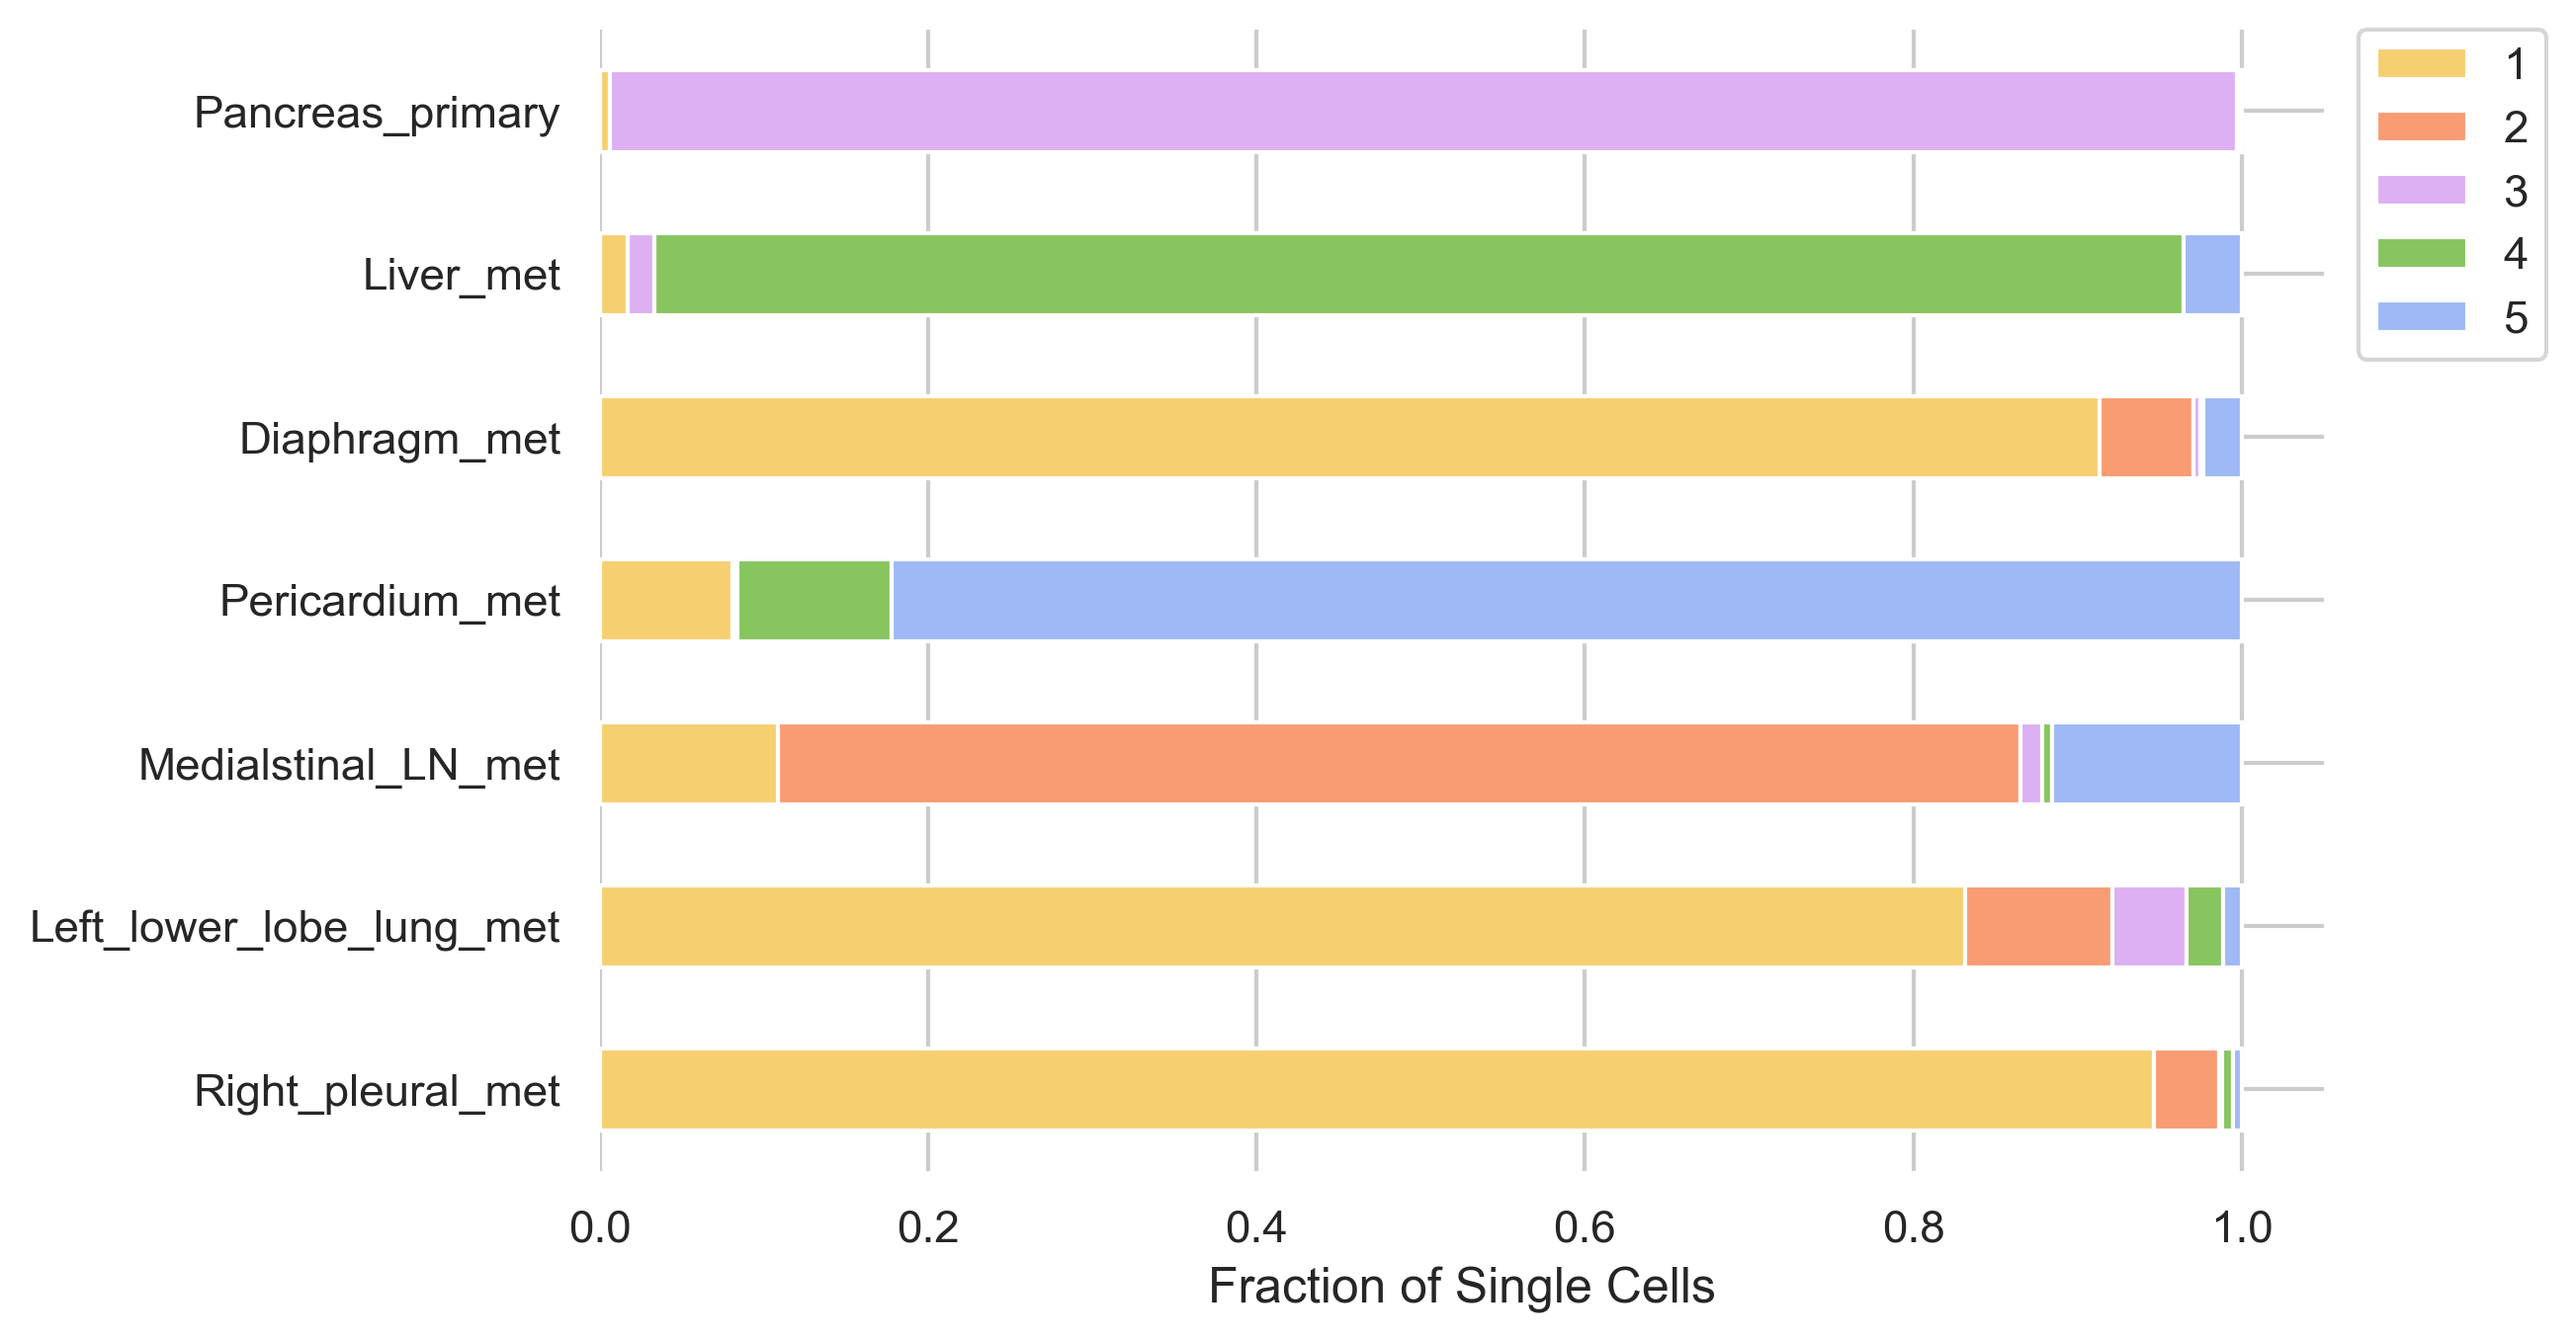 Pancreas_primary
Liver_met
Diaphragm_met
Pericardium_met
Medialstinal_LN_met
Left_lower_lobe_lung_met
Right_pleural_met
0.0 0.2 0.4 0.6 0.8 1.0
Fraction of Single Cells
1
2
3
4
5